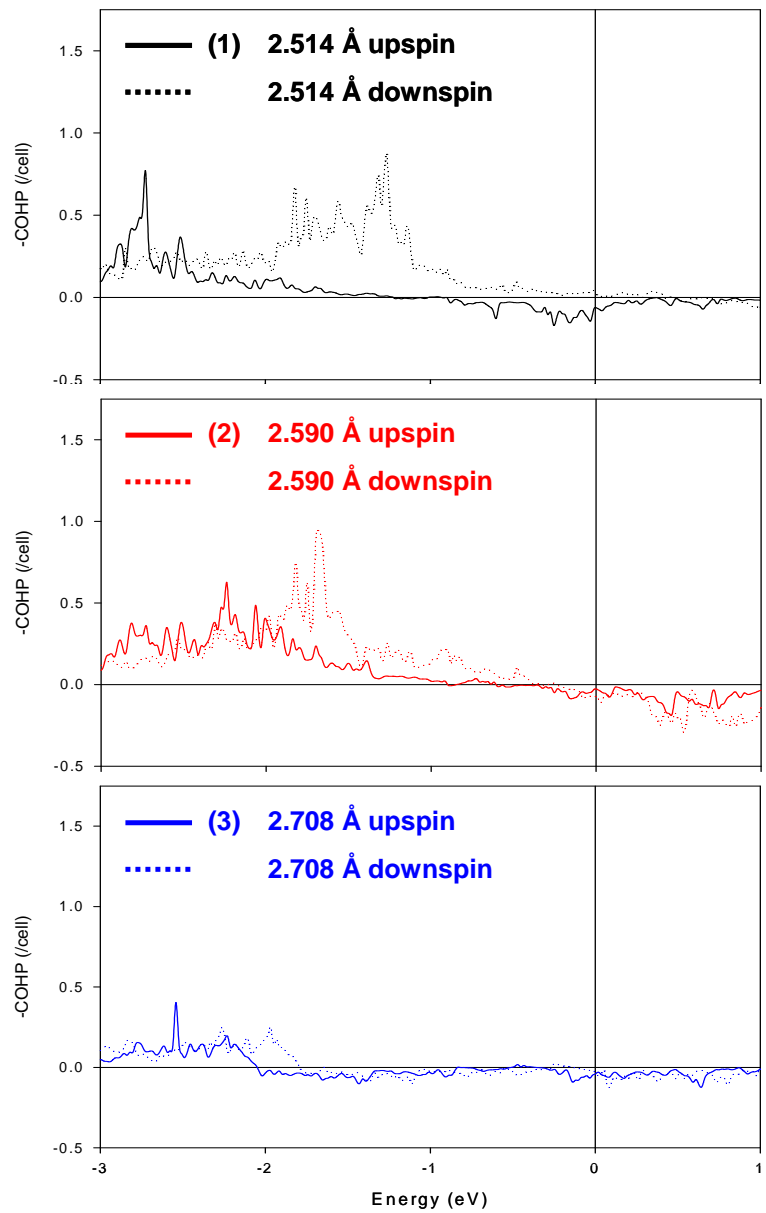 1.5
(1) 2.514 Å upspin
2.514 Å downspin
1.0
-COHP (/cell)
0.5
0.0
-0.5
1.5
(2) 2.590 Å upspin
2.590 Å downspin
1.0
-COHP (/cell)
0.5
0.0
-0.5
1.5
(3) 2.708 Å upspin
2.708 Å downspin
1.0
-COHP (/cell)
0.5
0.0
-0.5
-3 -2 -1 0 1
Energy (eV)